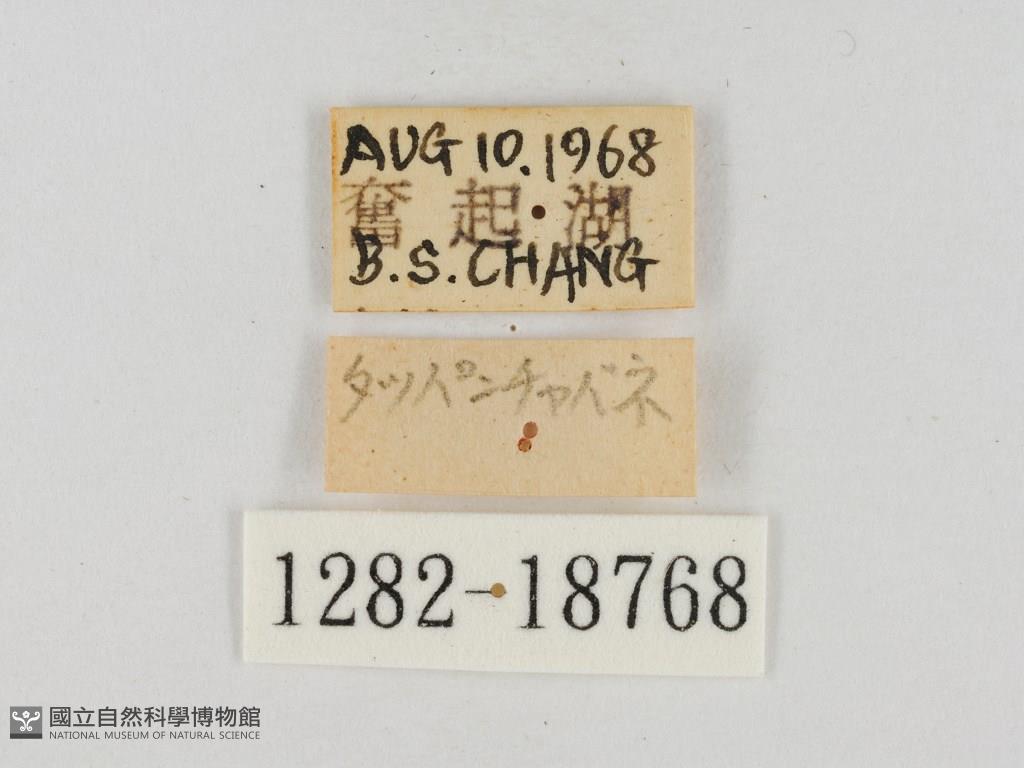 AUG 10. 1968
奮起湖
B.S. CHANG
タッパンチャバネ
1282-18768
國立自然科學博物館
NATIONAL MUSEUM OF NATURAL SCIENCE